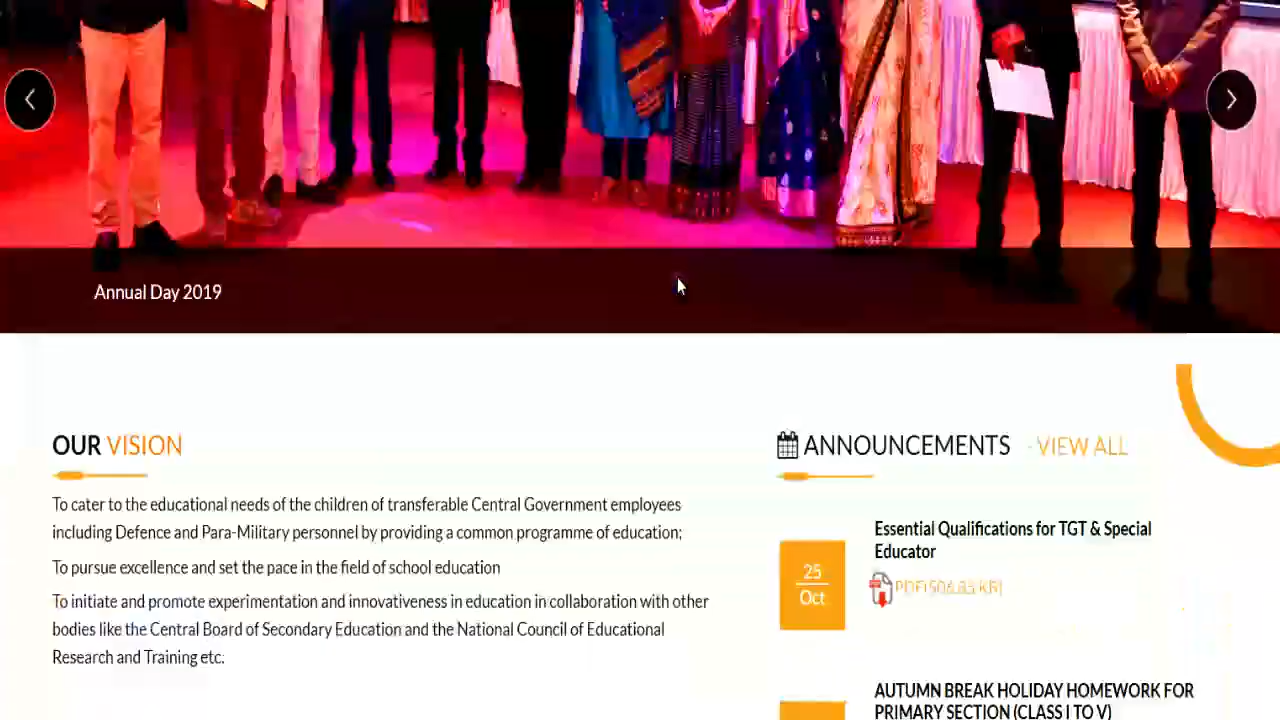 Annual Day 2019
OUR VISION
To cater to the educational needs of the children of transferable Central Government employees
including Defence and Para-Military personnel by providing a common programme of education;
To pursue excellence and set the pace in the field of school education
To initiate and promote experimentation and innovativeness in education in collaboration with other
bodies like the Central Board of Secondary Education and the National Council of Educational
Research and Training etc.
ANNOUNCEMENTS - VIEW ALL
25
Oct
Essential Qualifications for TGT & Special
Educator
AUTUMN BREAK HOLIDAY HOMEWORK FOR
PRIMARY SECTION (CLASS I TO V)